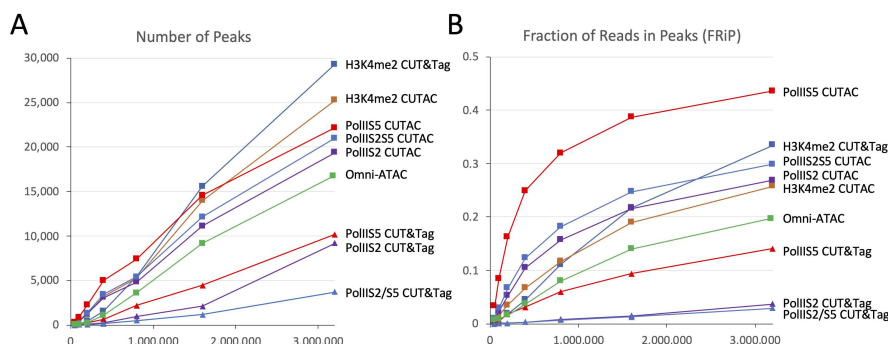 A
Number of Peaks
30,000
25,000
20,000
15,000
10,000
5,000
0
0
1.000.000
2.000.000
3.000.000
H3K4me2 CUT&Tag
H3K4me2 CUTAC
PolIIS5 CUTAC
PolIIS2S5 CUTAC
PolIIS2 CUTAC
Omni-ATAC
PolIIS5 CUT&Tag
PolIIS2 CUT&Tag
PolIIS2/S5 CUT&Tag
B
Fraction of Reads in Peaks (FRiP)
0.5
0.4
0.3
0.2
0.1
0
0
1.000.000
2.000.000
3.000.000
PolIIS5 CUTAC
H3K4me2 CUT&Tag
PolIIS2S5 CUTAC
PolIIS2 CUTAC
H3K4me2 CUTAC
Omni-ATAC
PolIIS5 CUT&Tag
PolIIS2 CUT&Tag
PolIIS2/S5 CUT&Tag